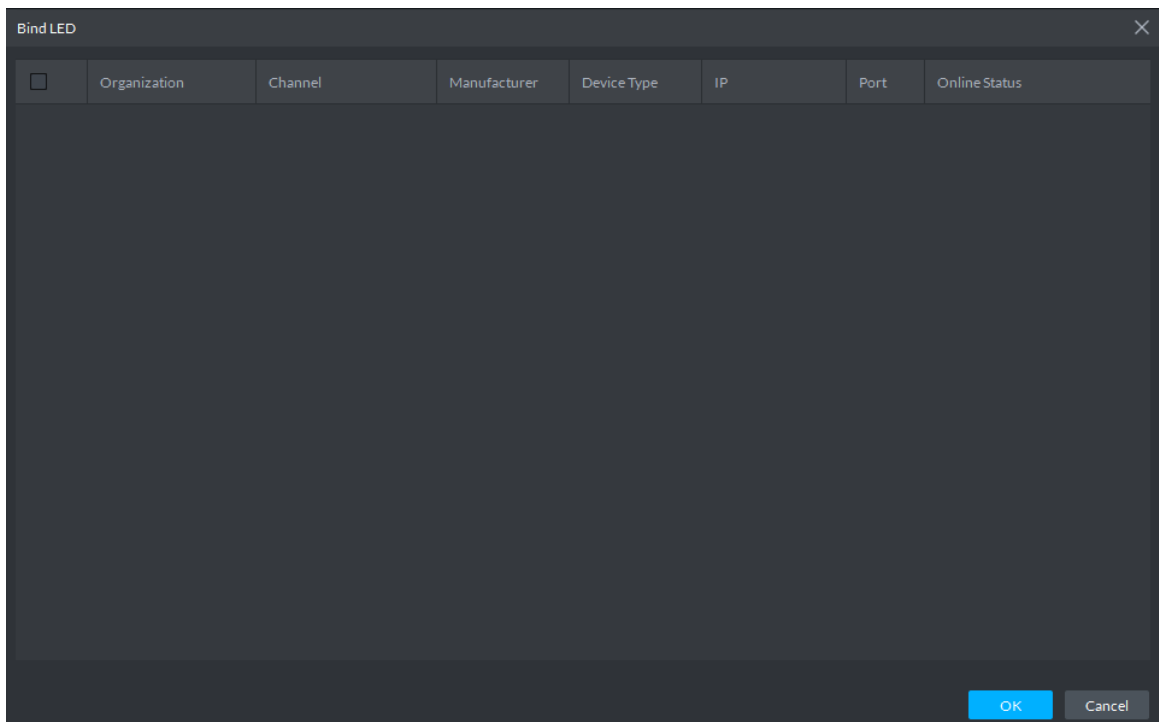 Bind LED
Organization Channel Manufacturer Device Type IP Port Online Status
OK Cancel